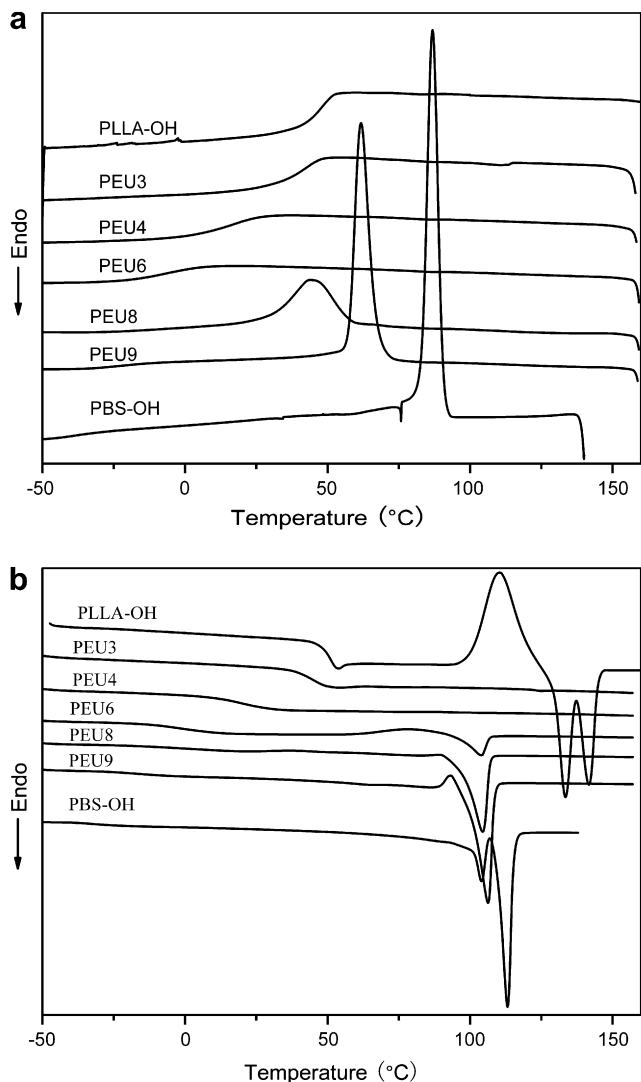 a
PLLA-OH
PEU3
PEU4
PEU6
PEU8
PEU9
PBS-OH
Endo
-50 0 50 100 150
Temperature (°C)
b
PLLA-OH
PEU3
PEU4
PEU6
PEU8
PEU9
PBS-OH
Endo
-50 0 50 100 150
Temperature (°C)